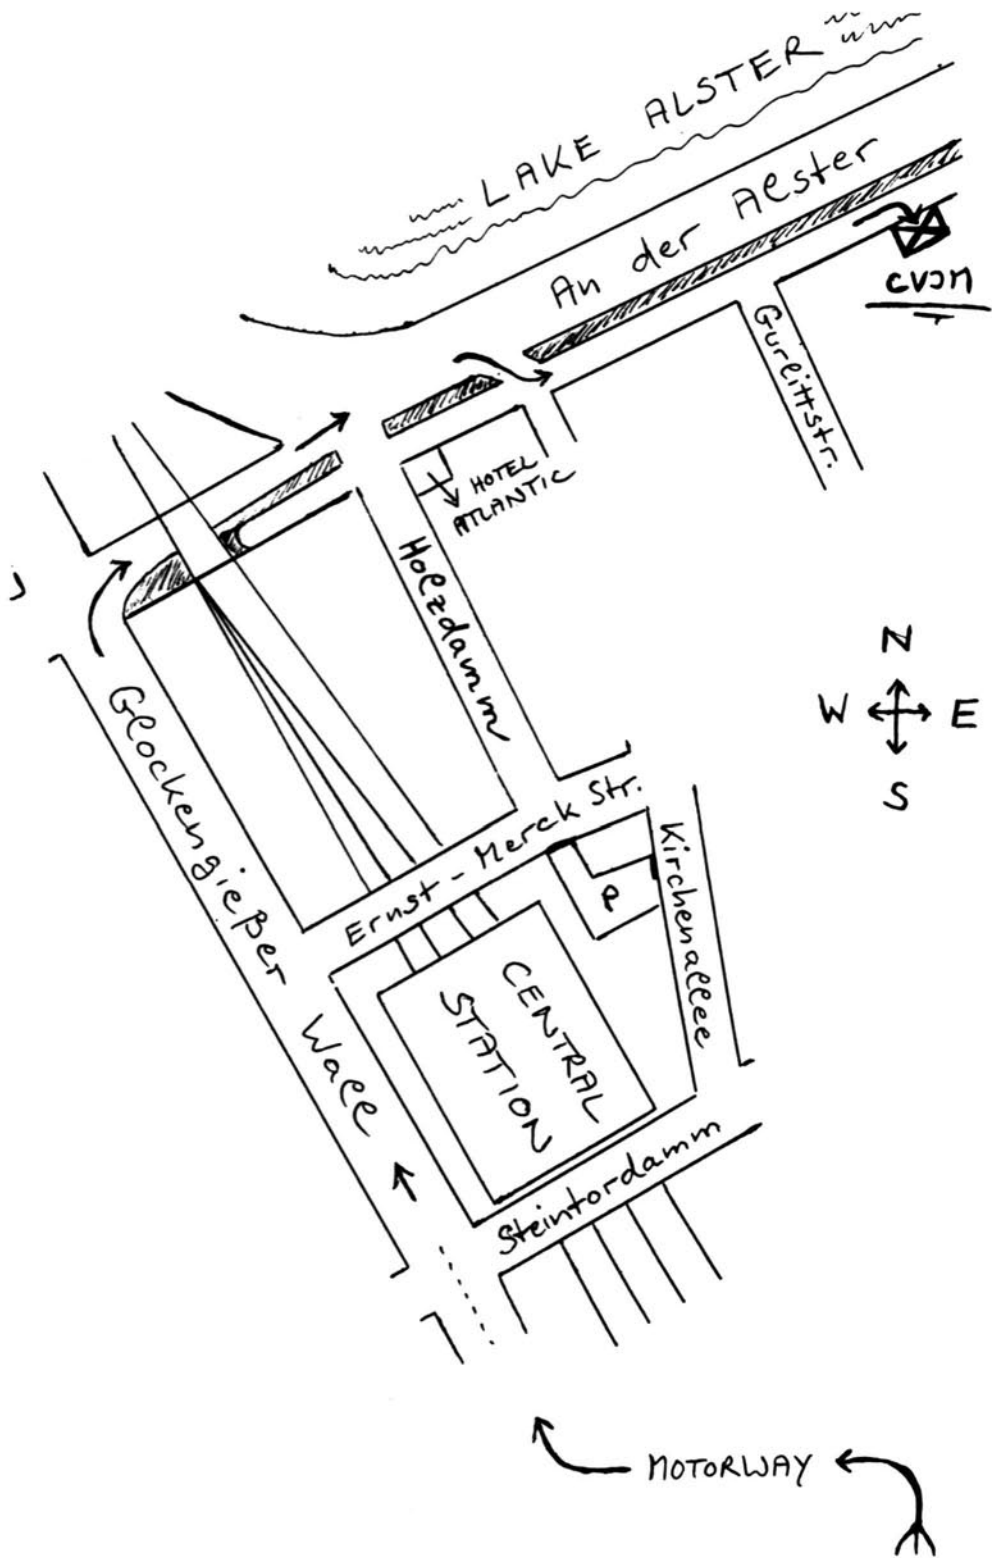 LAKE ALSTER
An der Alster
CVJM
Gurlittstr.
HOTEL
ATLANTIC
Holzdamm
N
W E
S
Glockengießer Wall
Ernst-Merck Str.
Kirchenallee
P
CENTRAL
STATION
Steintordamm
MOTORWAY